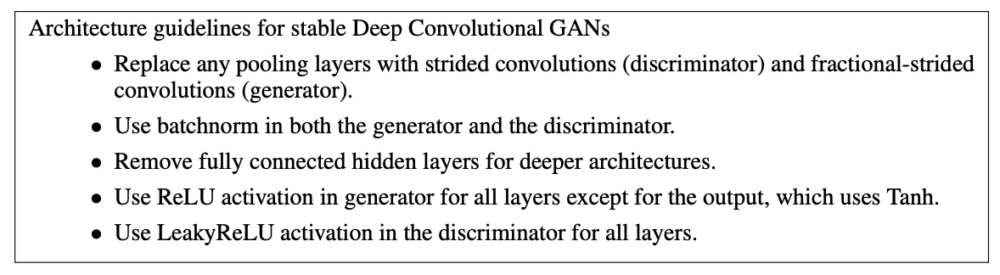 Architecture guidelines for stable Deep Convolutional GANs
• Replace any pooling layers with strided convolutions (discriminator) and fractional-strided
convolutions (generator).
• Use batchnorm in both the generator and the discriminator.
• Remove fully connected hidden layers for deeper architectures.
• Use ReLU activation in generator for all layers except for the output, which uses Tanh.
• Use LeakyReLU activation in the discriminator for all layers.